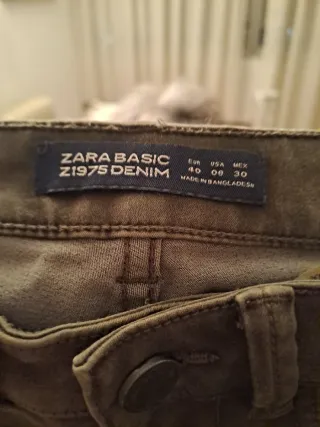 ZARA BASIC
Z1975 DENIM
EUR USA MEX
40 08 30
MADE IN BANGLADESH